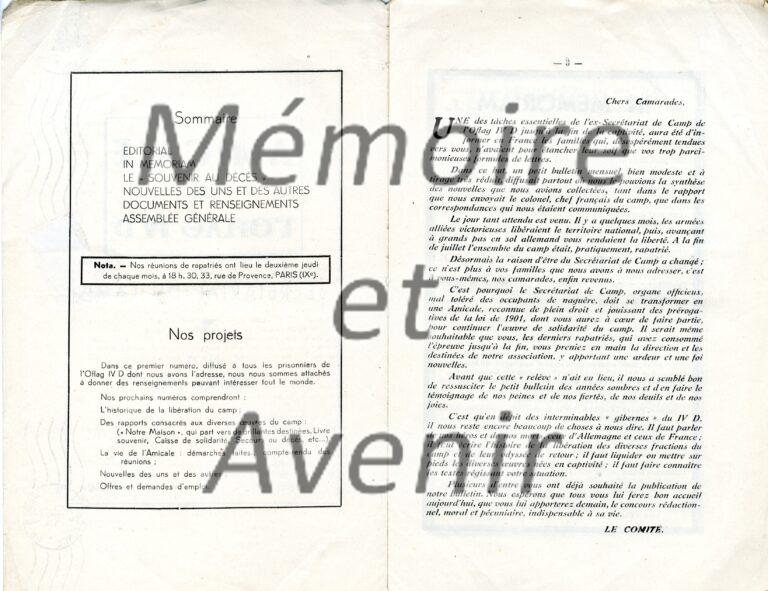 Sommaire
EDITORIAL
IN MEMORIAM
LE « SOUVENIR AU DÉCÈS »
NOUVELLES DES UNS ET DES AUTRES
DOCUMENTS ET RENSEIGNEMENTS
ASSEMBLÉE GÉNÉRALE
Nota. — Nos réunions de rapatriés ont lieu le deuxième jeudi
de chaque mois, à 18 h. 30, 33, rue de Provence, PARIS (IXe).
Nos projets
Dans ce premier numéro, diffusé à tous les prisonniers de
l'Oflag IV D dont nous avons l'adresse, nous nous sommes attachés
à donner des renseignements pouvant intéresser tout le monde.
Nos prochains numéros comprendront :
L'historique de la libération du camp ;
Des rapports consacrés aux diverses œuvres du camp :
(« Notre Maison », qui part vers de brillantes destinées, Livre
souvenir, Caisse de solidarité, Secours au décès, etc...)
La vie de l'Amicale : démarches faites, compte-rendu des
réunions ;
Nouvelles des uns et des autres
Offres et demandes d'emploi
— 3 —
Chers Camarades,
UNE des tâches essentielles de l'ex-Secrétariat de Camp de
l'Oflag IV D jusqu'à la fin de la captivité, aura été d'in-
former en France les familles qui, désespérément tendues
vers vous, n'avaient pour étancher leur soif que vos trop parci-
monieuses formules de lettres.
Dans ce but un petit bulletin mensuel, bien modeste et à
tirage très réduit, diffusait partout où nous pouvions la synthèse
des nouvelles que nous avions collectées, tant dans le rapport
que nous envoyait le colonel, chef français du camp, que dans les
correspondances qui nous étaient communiquées.
Le jour tant attendu est venu. Il y a quelques mois, les armées
alliées victorieuses libéraient le territoire national, puis, avançant
à grands pas en sol allemand vous rendaient la liberté. A la fin
de juillet l'ensemble du camp était, pratiquement, rapatrié.
Désormais la raison d'être du Secrétariat de Camp a changé ;
ce n'est plus à vos familles que nous avons à nous adresser, c'est
à vous-mêmes, nos camarades, enfin revenus.
C'est pourquoi le Secrétariat de Camp, organe officieux,
mal toléré des occupants de naguère, doit se transformer en
une Amicale, reconnue de plein droit et jouissant des préroga-
tives de la loi de 1901, dont vous aurez à cœur de faire partie,
pour continuer l'œuvre de solidarité du camp. Il serait même
souhaitable que vous, les derniers rapatriés, qui avez consommé
l'épreuve jusqu'à la fin, vous preniez en main la direction et les
destinées de notre association, y apportant une ardeur et une foi
nouvelles.
Avant que cette « relève » n'ait eu lieu, il nous a semblé bon
de ressusciter le petit bulletin des années sombres et d'en faire le
témoignage de nos peines et de nos fiertés, de nos deuils et de nos
joies.
C'est qu'en dépit des interminables « gibernes » du IV D,
il nous reste encore beaucoup de choses à nous dire. Il faut parler
des héros et des morts d'Allemagne et ceux de France ;
il faut écrire l'histoire de la libération des diverses fractions du
camp et de leur odyssée de retour ; il faut liquider ou mettre sur
pieds les diverses œuvres nées en captivité ; il faut faire connaître
les textes régissant votre situation.
Plusieurs d'entre vous ont déjà souhaité la publication de
notre bulletin. Nous espérons que tous vous lui ferez bon accueil
aujourd'hui, que vous lui apporterez demain, le concours rédaction-
nel, moral et pécuniaire, indispensable à sa vie.
LE COMITÉ.
Mémoire
et
Avenir